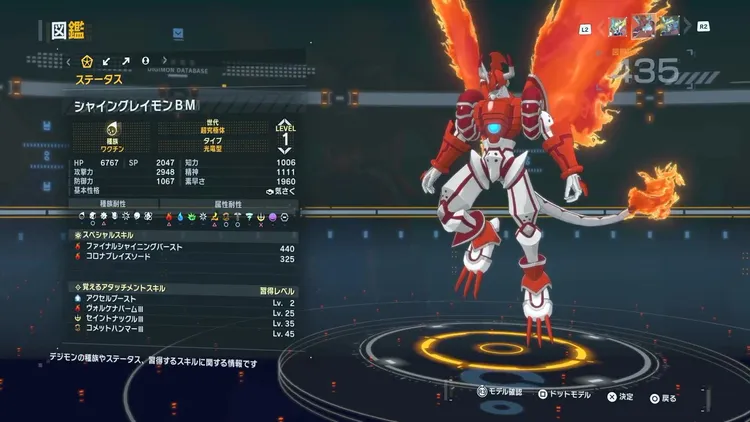 図鑑
L2
R2
435
DIGIMON DATABASE
ステータス
シャイングレイモンBM
種族
ワクチン
世代
超究極体
タイプ
光竜型
LEVEL
1
HP 6767 SP 2047 知力 1006
攻撃力 2948 精神 1111
防御力 1067 素早さ 1960
基本性格 気さく
種族耐性 属性耐性
スペシャルスキル
ファイナルシャイニングバースト 440
コロナブレイズソード 325
覚えるアタッチメントスキル 習得レベル
アクセルブースト Lv. 2
ヴォルケナパームIII Lv. 25
セイントナックルII Lv. 35
コメットハンマーIII Lv. 45
デジモンの種族やステータス、習得するスキルに関する情報です
R3 モデル確認 ドットモデル 決定 戻る